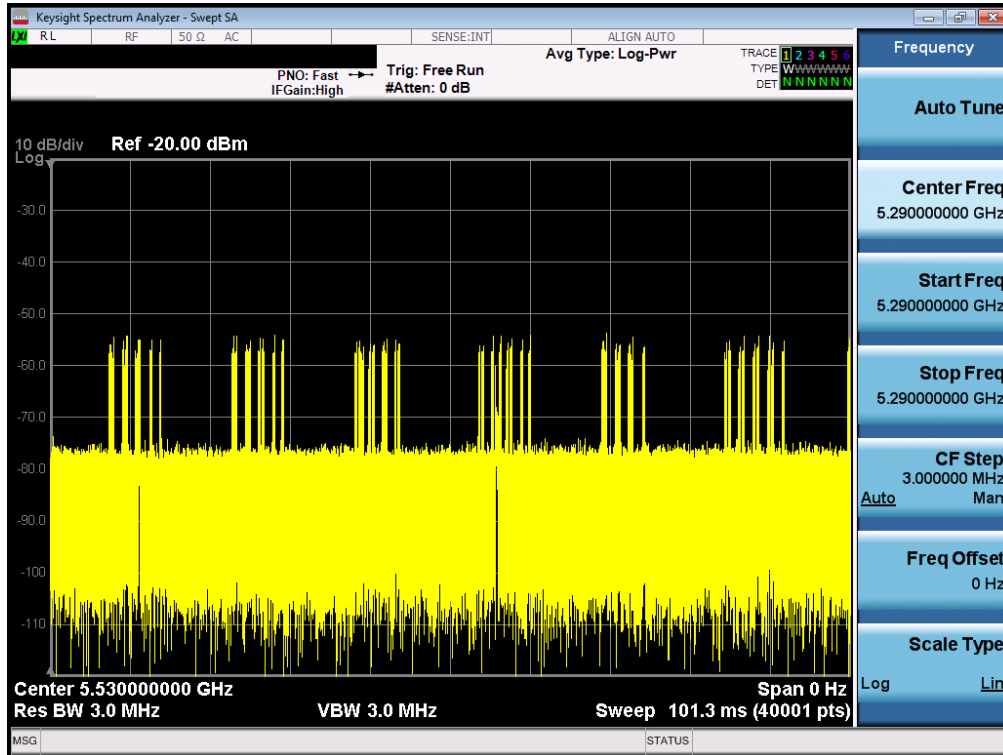 Keysight Spectrum Analyzer - Swept SA
LXI RL RF 50 Ω AC SENSE:INT ALIGN AUTO
Avg Type: Log-Pwr
TRACE 1 2 3 4 5 6
PNO: Fast Trig: Free Run
TYPE WWWWWW
IFGain:High #Atten: 0 dB
DET N N N N N N
10 dB/div Ref -20.00 dBm
Log
-30.0
-40.0
-50.0
-60.0
-70.0
-80.0
-90.0
-100
-110
Center 5.530000000 GHz Span 0 Hz
Res BW 3.0 MHz VBW 3.0 MHz Sweep 101.3 ms (40001 pts)
MSG STATUS
Frequency
Auto Tune
Center Freq
5.290000000 GHz
Start Freq
5.290000000 GHz
Stop Freq
5.290000000 GHz
CF Step
3.000000 MHz
Auto Man
Freq Offset
0 Hz
Scale Type
Log Lin